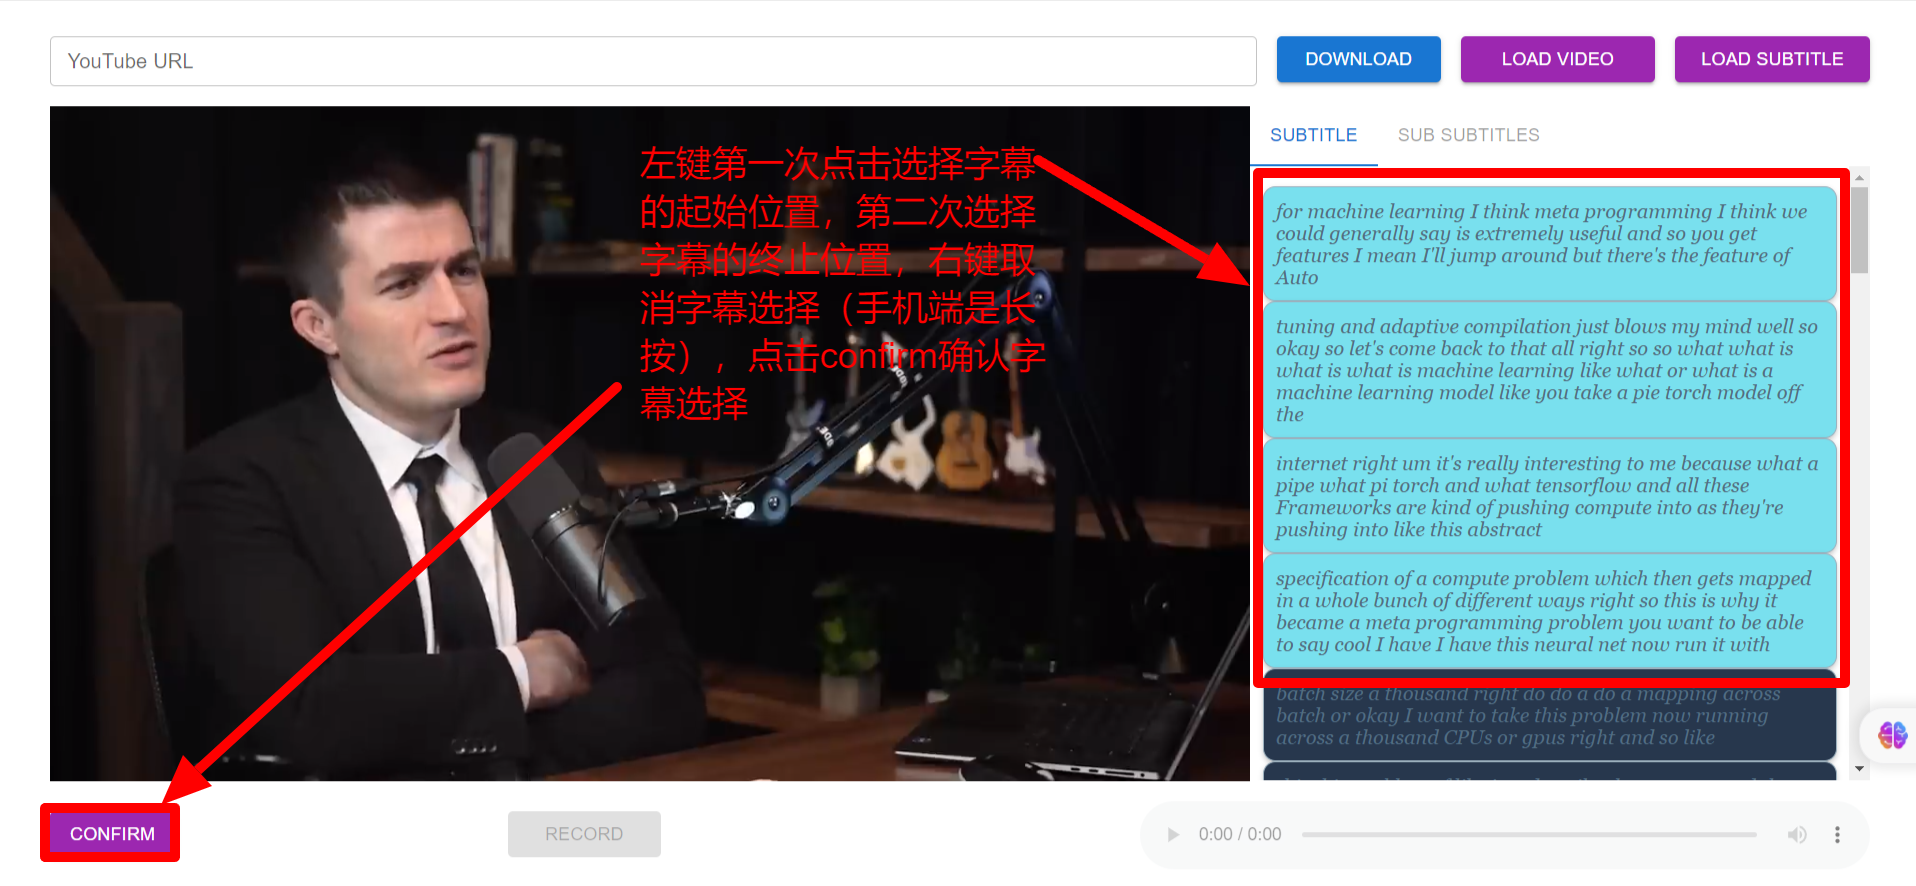 YouTube URL
DOWNLOAD
LOAD VIDEO
LOAD SUBTITLE
SUBTITLE
SUB SUBTITLES
左键第一次点击选择字幕
的起始位置，第二次选择
字幕的终止位置，右键取
消字幕选择（手机端是长
按），点击confirm确认字
幕选择
for machine learning I think meta programming I think we
could generally say is extremely useful and so you get
features I mean I'll jump around but there's the feature of
Auto
tuning and adaptive compilation just blows my mind well so
okay so let's come back to that all right so so what what is
what is what is machine learning like what or what is a
machine learning model like you take a pie torch model off
the
internet right um it's really interesting to me because what a
pipe what pi torch and what tensorflow and all these
Frameworks are kind of pushing compute into as they're
pushing into like this abstract
specification of a compute problem which then gets mapped
in a whole bunch of different ways right so this is why it
became a meta programming problem you want to be able
to say cool I have I have this neural net now run it with
batch size a thousand right do do a do a mapping across
batch or okay I want to take this problem now running
across a thousand CPUs or gpus right and so like
CONFIRM
RECORD
0:00 / 0:00